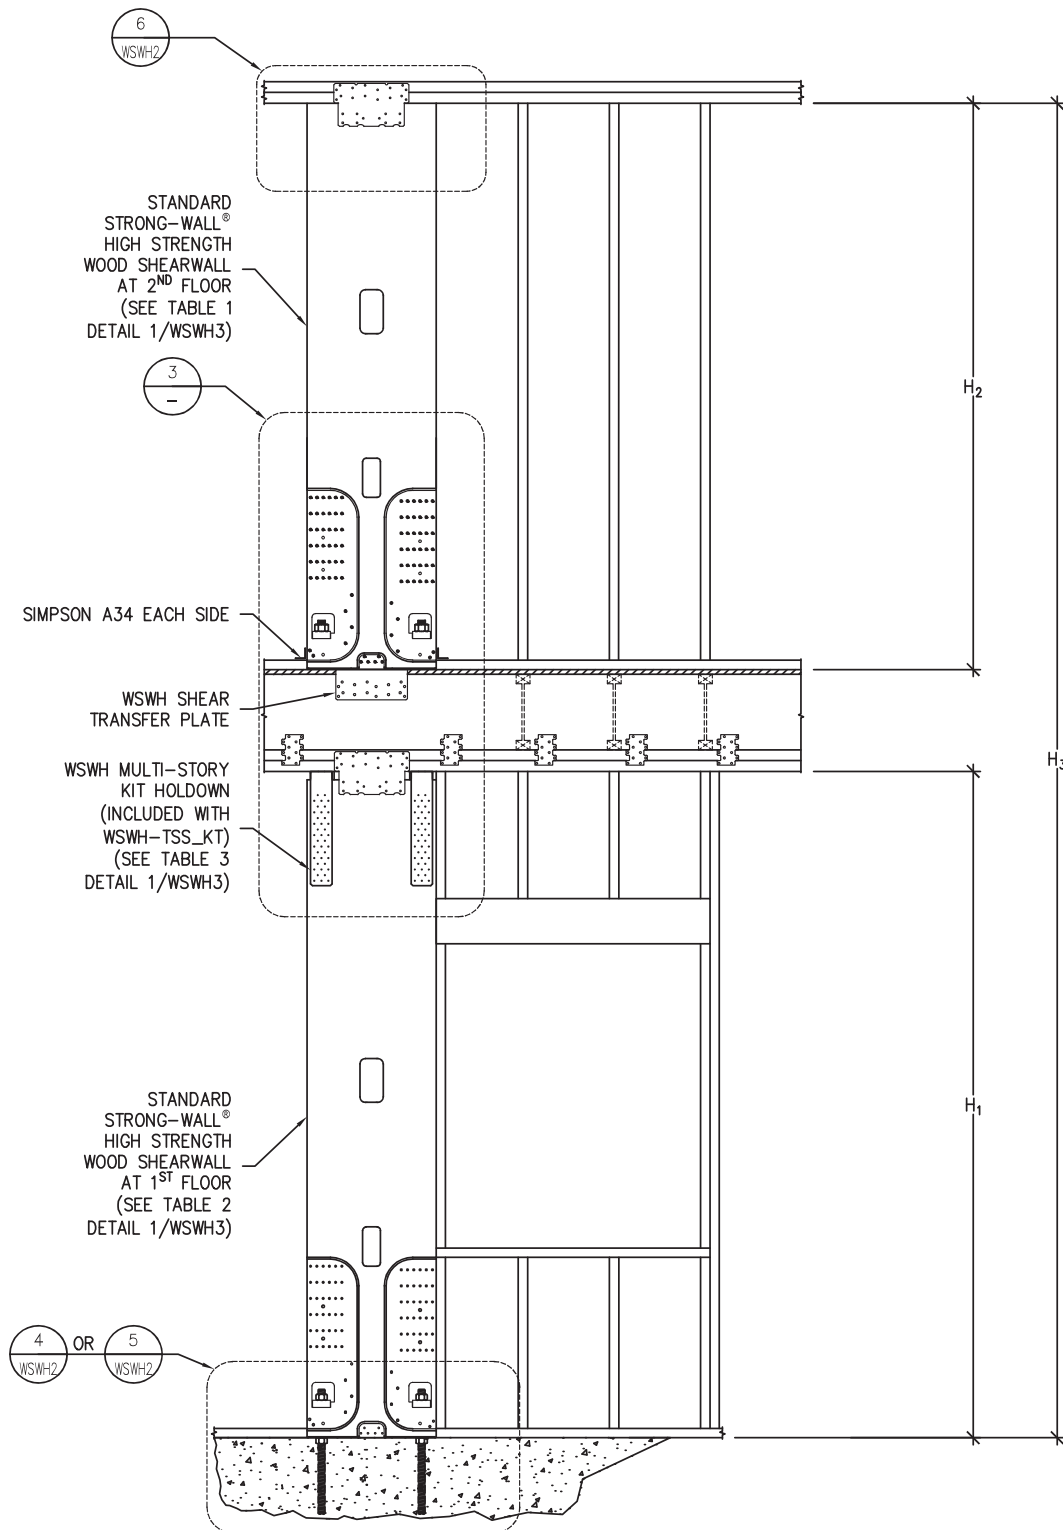 6
WSWH2
STANDARD
STRONG-WALL®
HIGH STRENGTH
WOOD SHEARWALL
AT 2ND FLOOR
(SEE TABLE 1
DETAIL 1/WSWH3)
H2
3
–
SIMPSON A34 EACH SIDE
WSWH SHEAR
TRANSFER PLATE
H3
WSWH MULTI-STORY
KIT HOLDOWN
(INCLUDED WITH
WSWH-TSS_KT)
(SEE TABLE 3
DETAIL 1/WSWH3)
STANDARD
STRONG-WALL®
HIGH STRENGTH
WOOD SHEARWALL
AT 1ST FLOOR
(SEE TABLE 2
DETAIL 1/WSWH3)
H1
4 OR 5
WSWH2 WSWH2